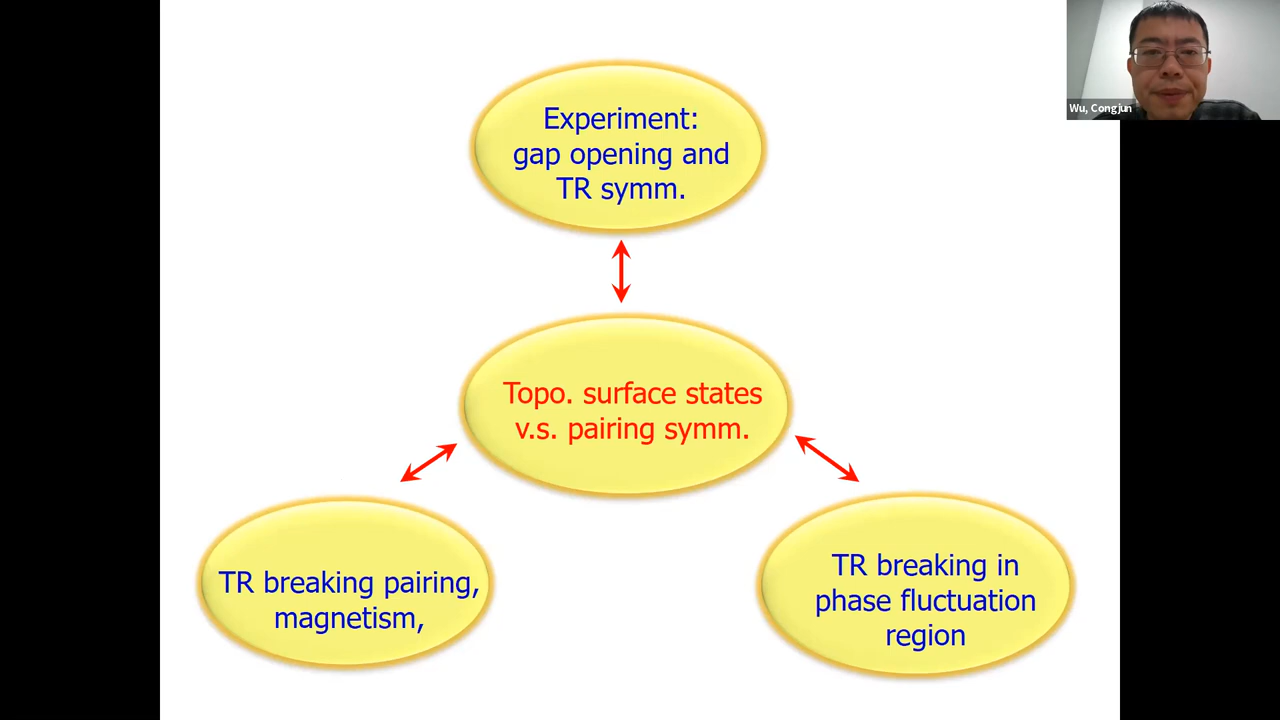 Experiment:
gap opening and
TR symm.
Wu, Congjun
Topo. surface states
v.s. pairing symm.
TR breaking pairing,
magnetism,
TR breaking in
phase fluctuation
region